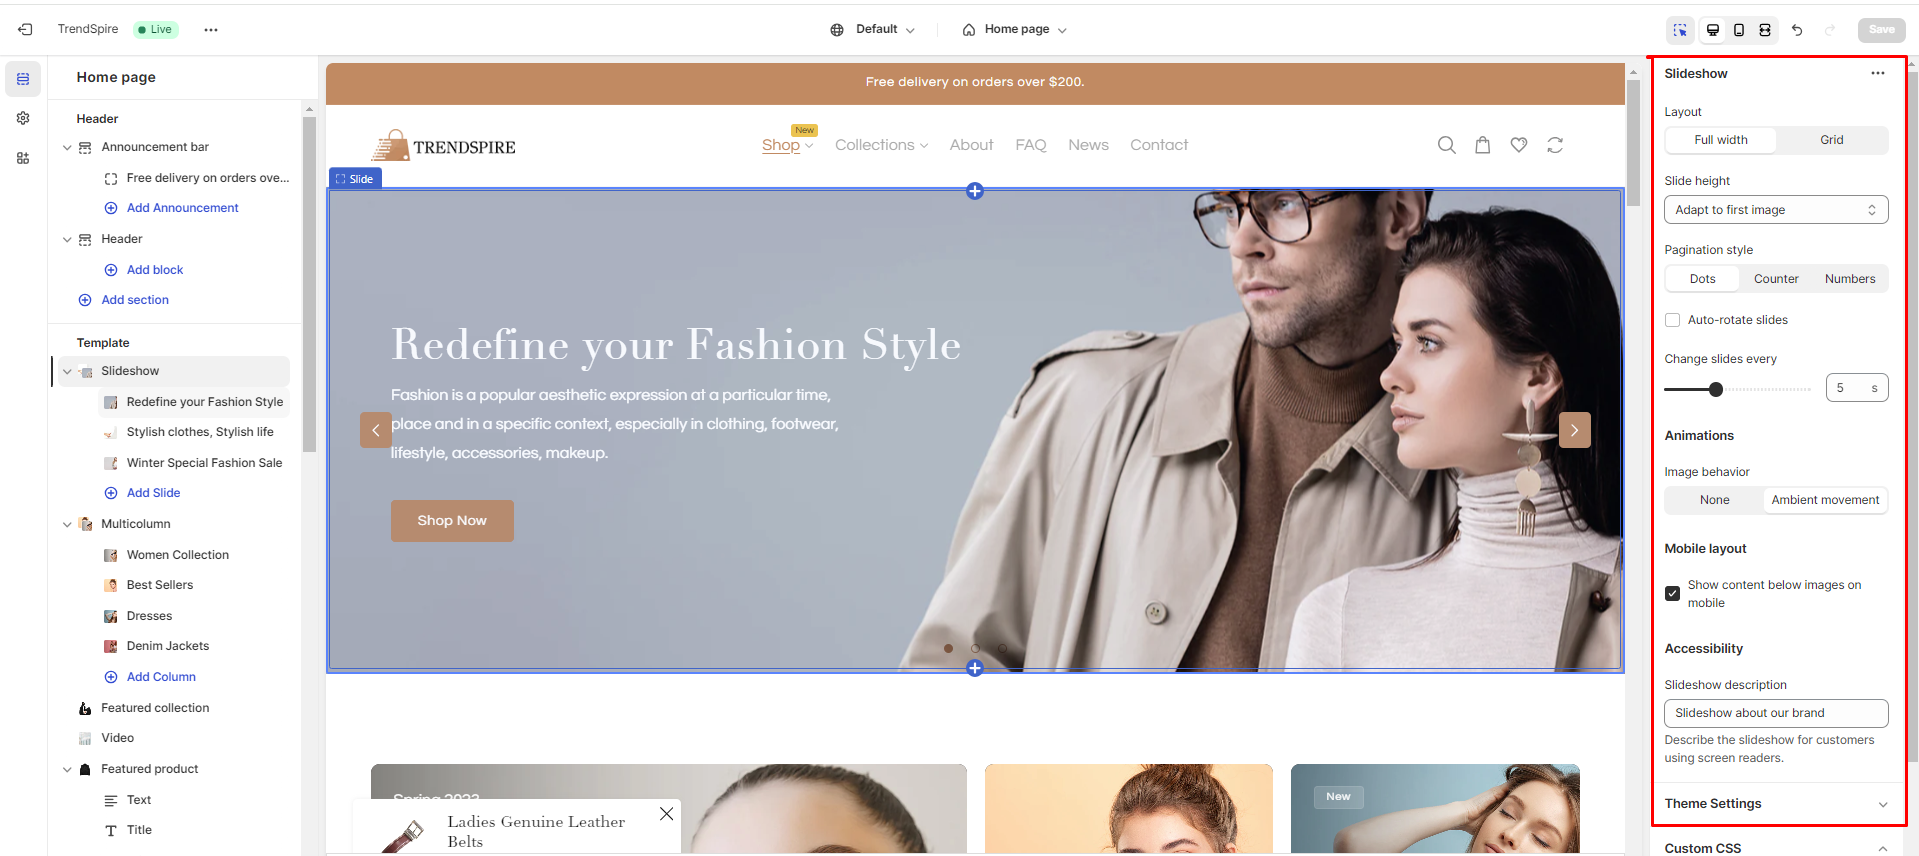 TrendSpire
Live
Default
Home page
Save
Home page
Header
Announcement bar
Free delivery on orders ove...
Add Announcement
Header
Add block
Add section
Template
Slideshow
Redefine your Fashion Style
Stylish clothes, Stylish life
Winter Special Fashion Sale
Add Slide
Multicolumn
Women Collection
Best Sellers
Dresses
Denim Jackets
Add Column
Featured collection
Video
Featured product
Text
Title
Free delivery on orders over $200.
TRENDSPIRE
New
Shop
Collections
About
FAQ
News
Contact
Slide
Redefine your Fashion Style
Fashion is a popular aesthetic expression at a particular time,
place and in a specific context, especially in clothing, footwear,
lifestyle, accessories, makeup.
Shop Now
Spring 2023
Ladies Genuine Leather
Belts
New
Slideshow
Layout
Full width
Grid
Slide height
Adapt to first image
Pagination style
Dots
Counter
Numbers
Auto-rotate slides
Change slides every
5 s
Animations
Image behavior
None
Ambient movement
Mobile layout
Show content below images on
mobile
Accessibility
Slideshow description
Slideshow about our brand
Describe the slideshow for customers
using screen readers.
Theme Settings
Custom CSS